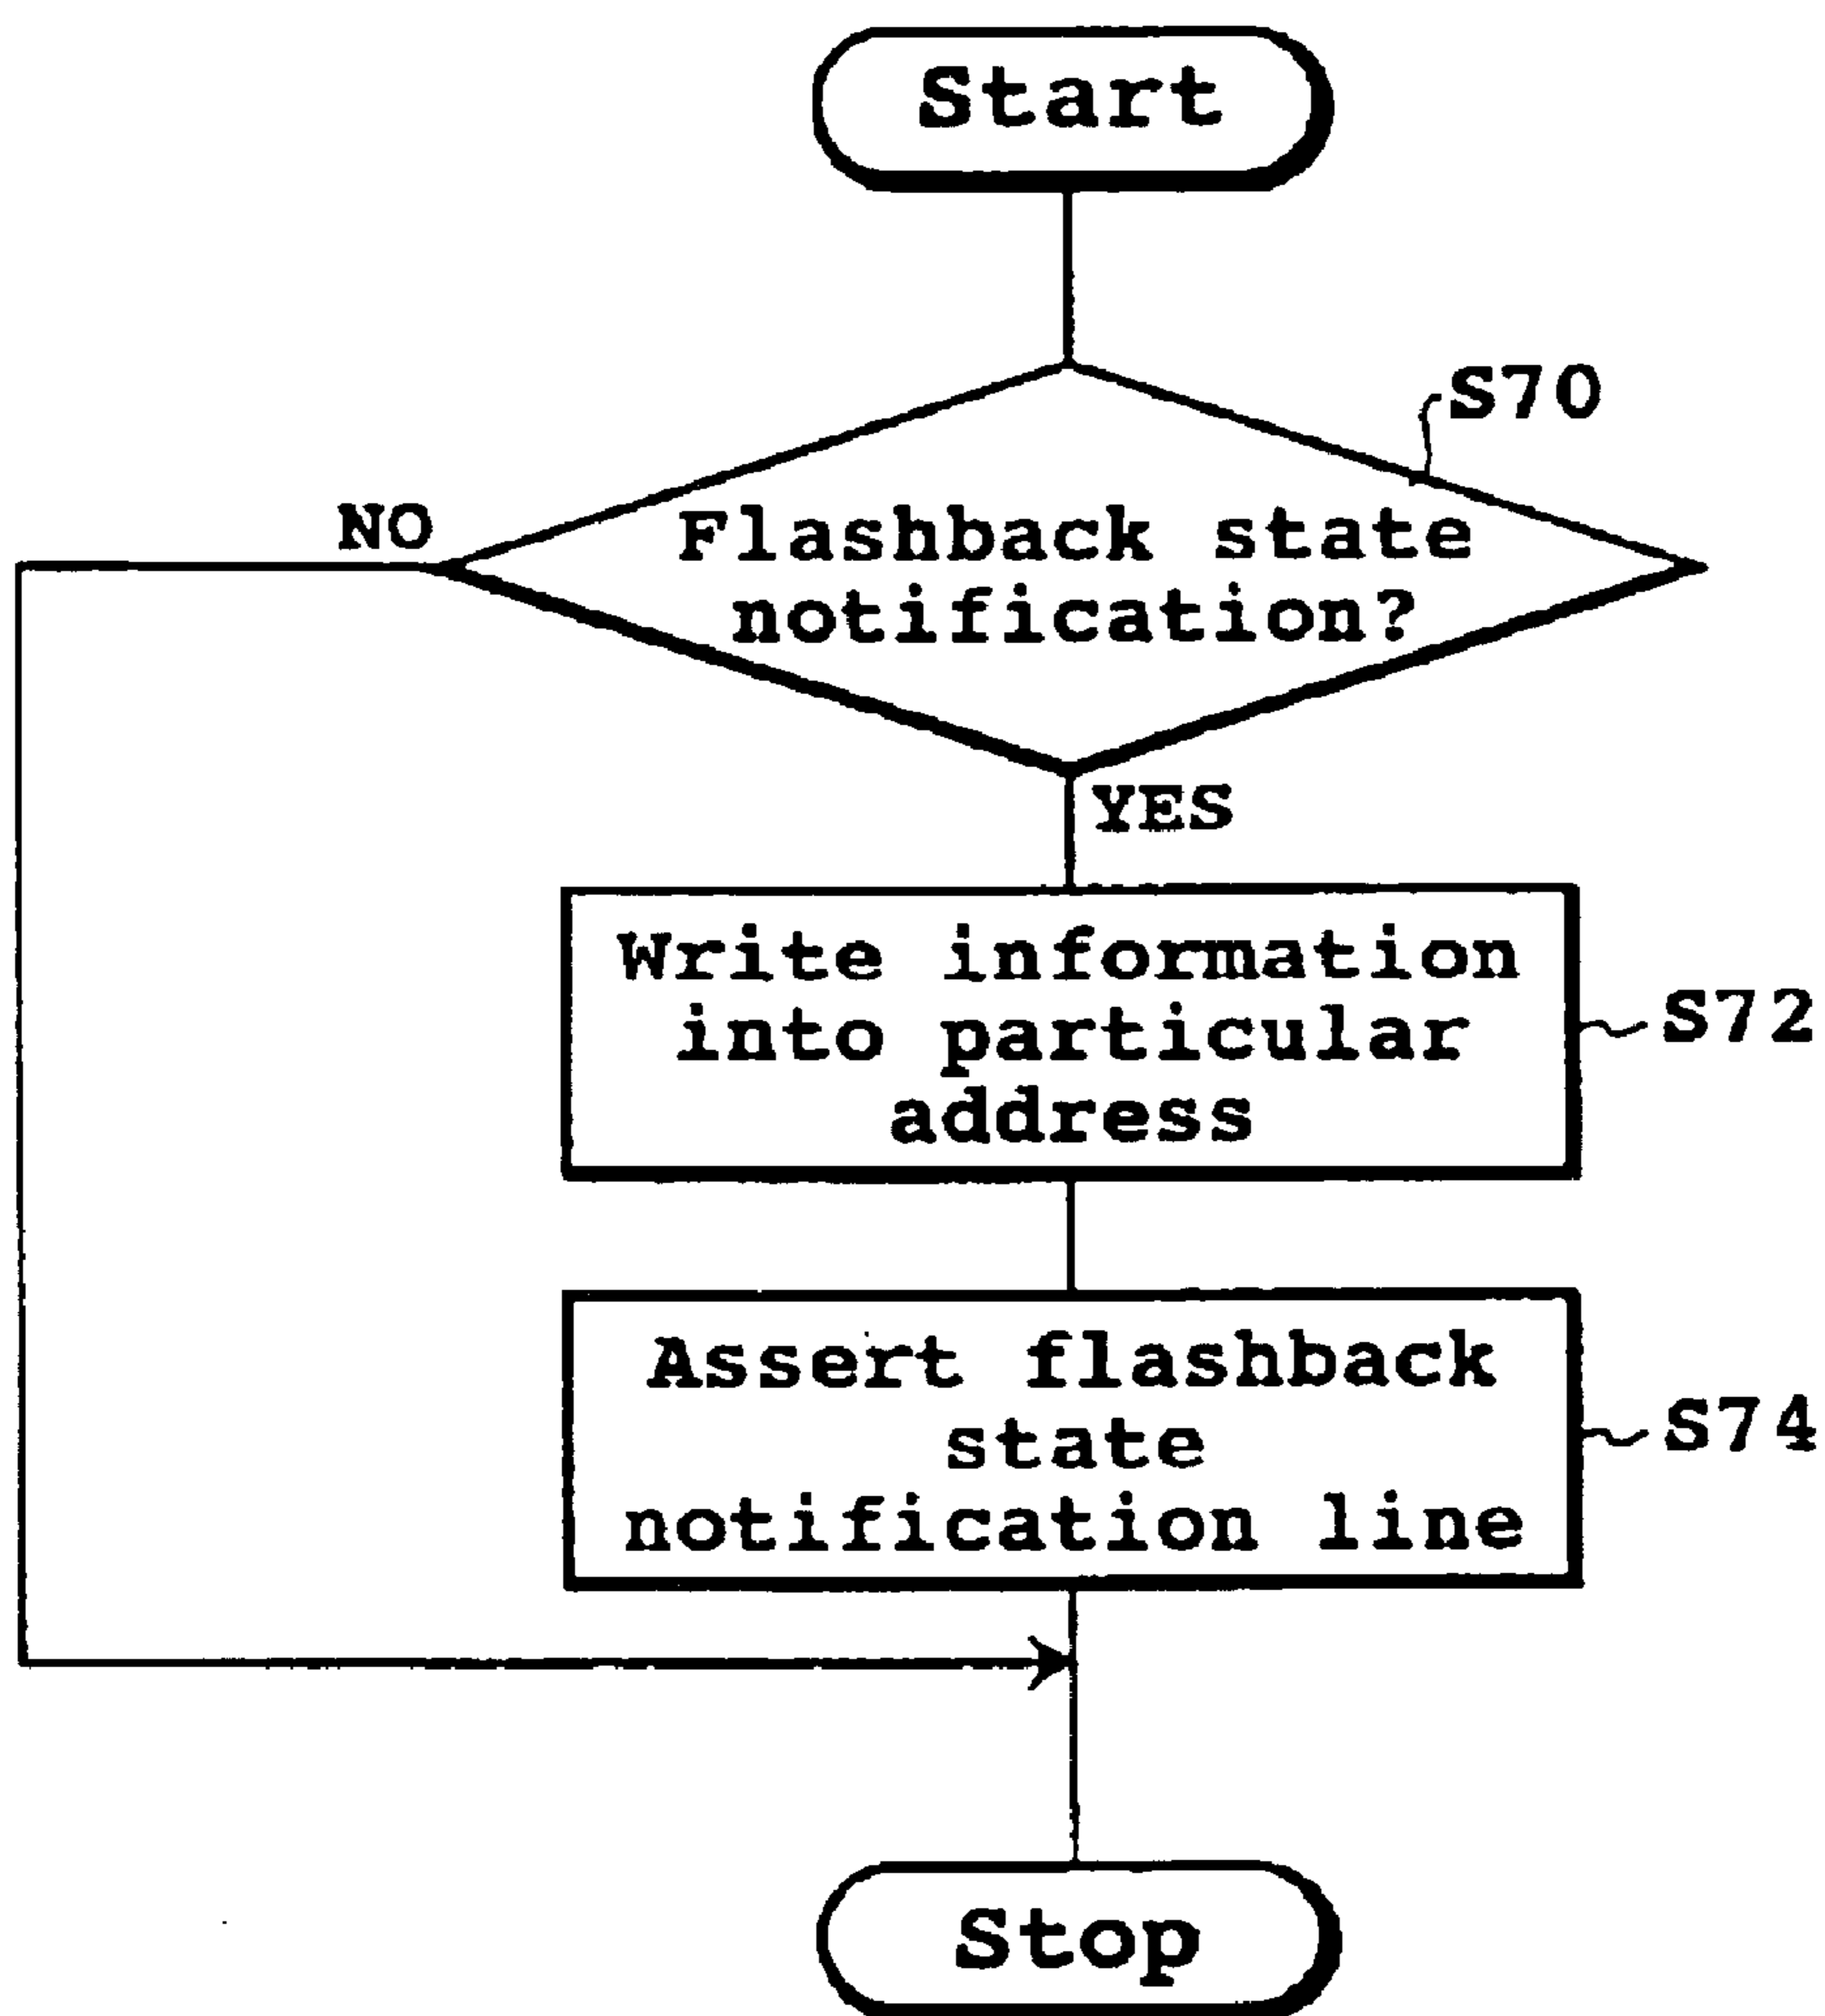 Start
S70
NO
Flashback state
notification?
YES
Write information
into particular
address
S72
Assert flashback
state
notification line
S74
Stop